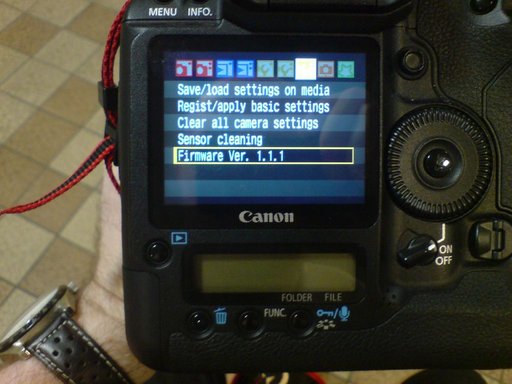 MENU INFO.
Save/load settings on media
Regist/apply basic settings
Clear all camera settings
Sensor cleaning
Firmware Ver. 1.1.1
Canon
ON
OFF
FOLDER FILE
FUNC.